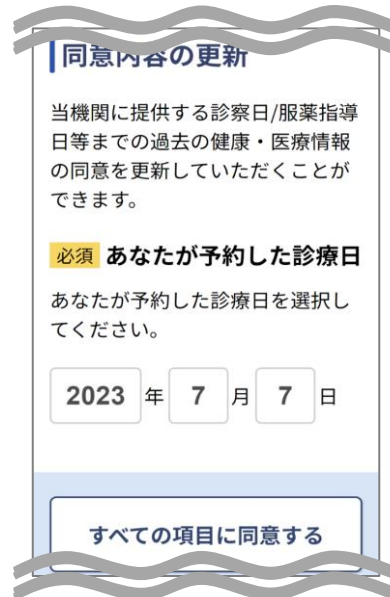 同意内容の更新
当機関に提供する診察日/服薬指導
日等までの過去の健康・医療情報
の同意を更新していただくことが
できます。
必須 あなたが予約した診療日
あなたが予約した診療日を選択し
てください。
2023 年 7 月 7 日
すべての項目に同意する